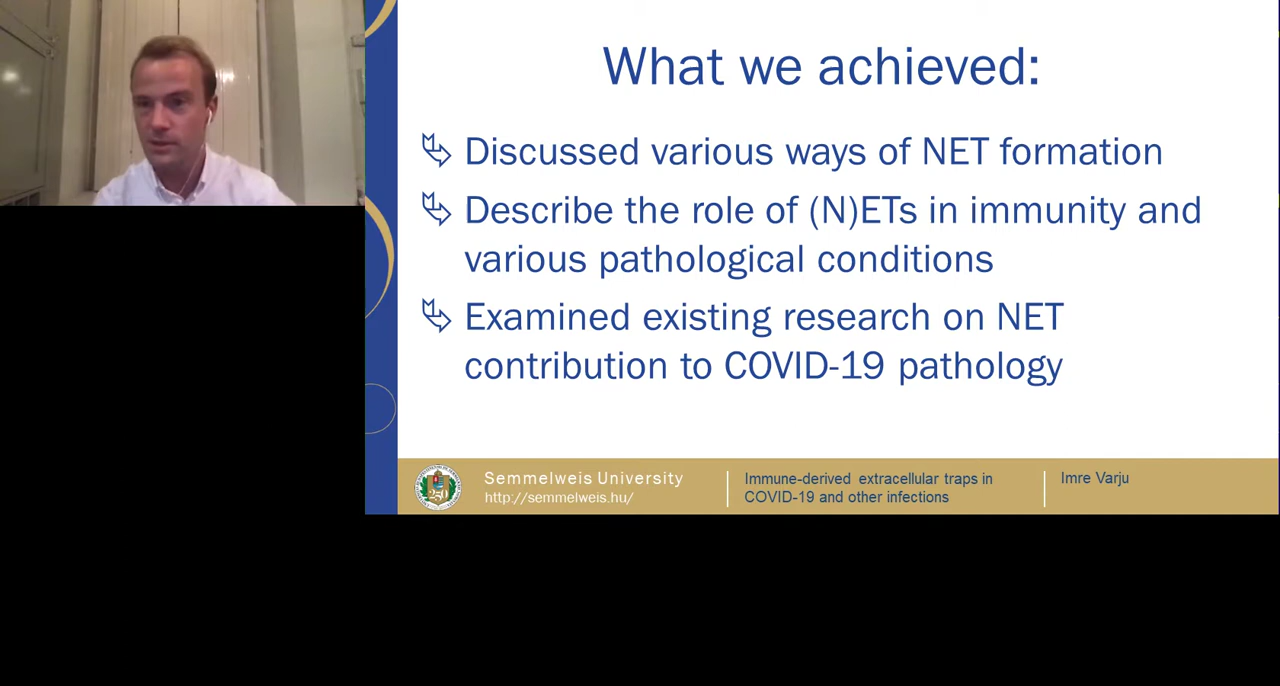 What we achieved:
Discussed various ways of NET formation
Describe the role of (N)ETs in immunity and
various pathological conditions
Examined existing research on NET
contribution to COVID-19 pathology
Semmelweis University
http://semmelweis.hu/
Immune-derived extracellular traps in
COVID-19 and other infections
Imre Varju
250